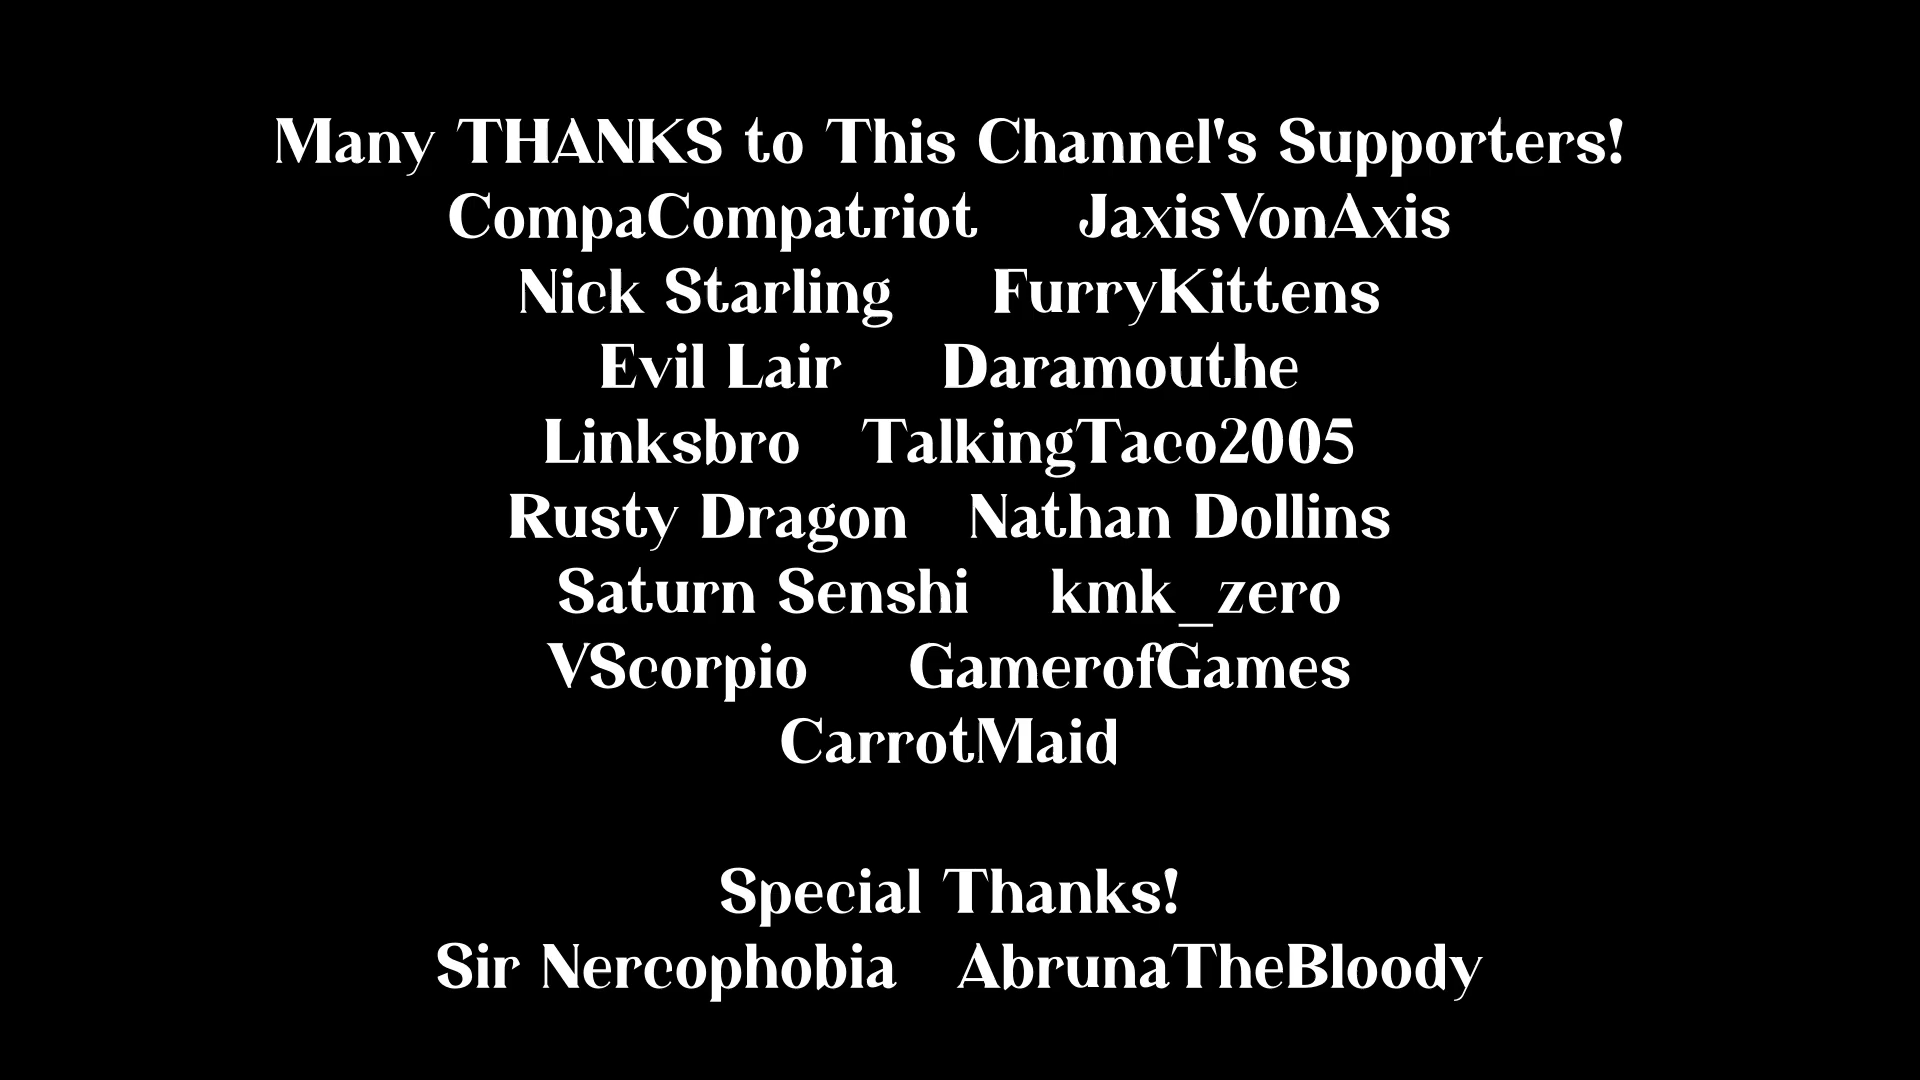 Many THANKS to This Channel's Supporters!
CompaCompatriot JaxisVonAxis
Nick Starling FurryKittens
Evil Lair Daramouthe
Linksbro TalkingTaco2005
Rusty Dragon Nathan Dollins
Saturn Senshi kmk_zero
VScorpio GamerofGames
CarrotMaid
Special Thanks!
Sir Nercophobia AbrunaTheBloody